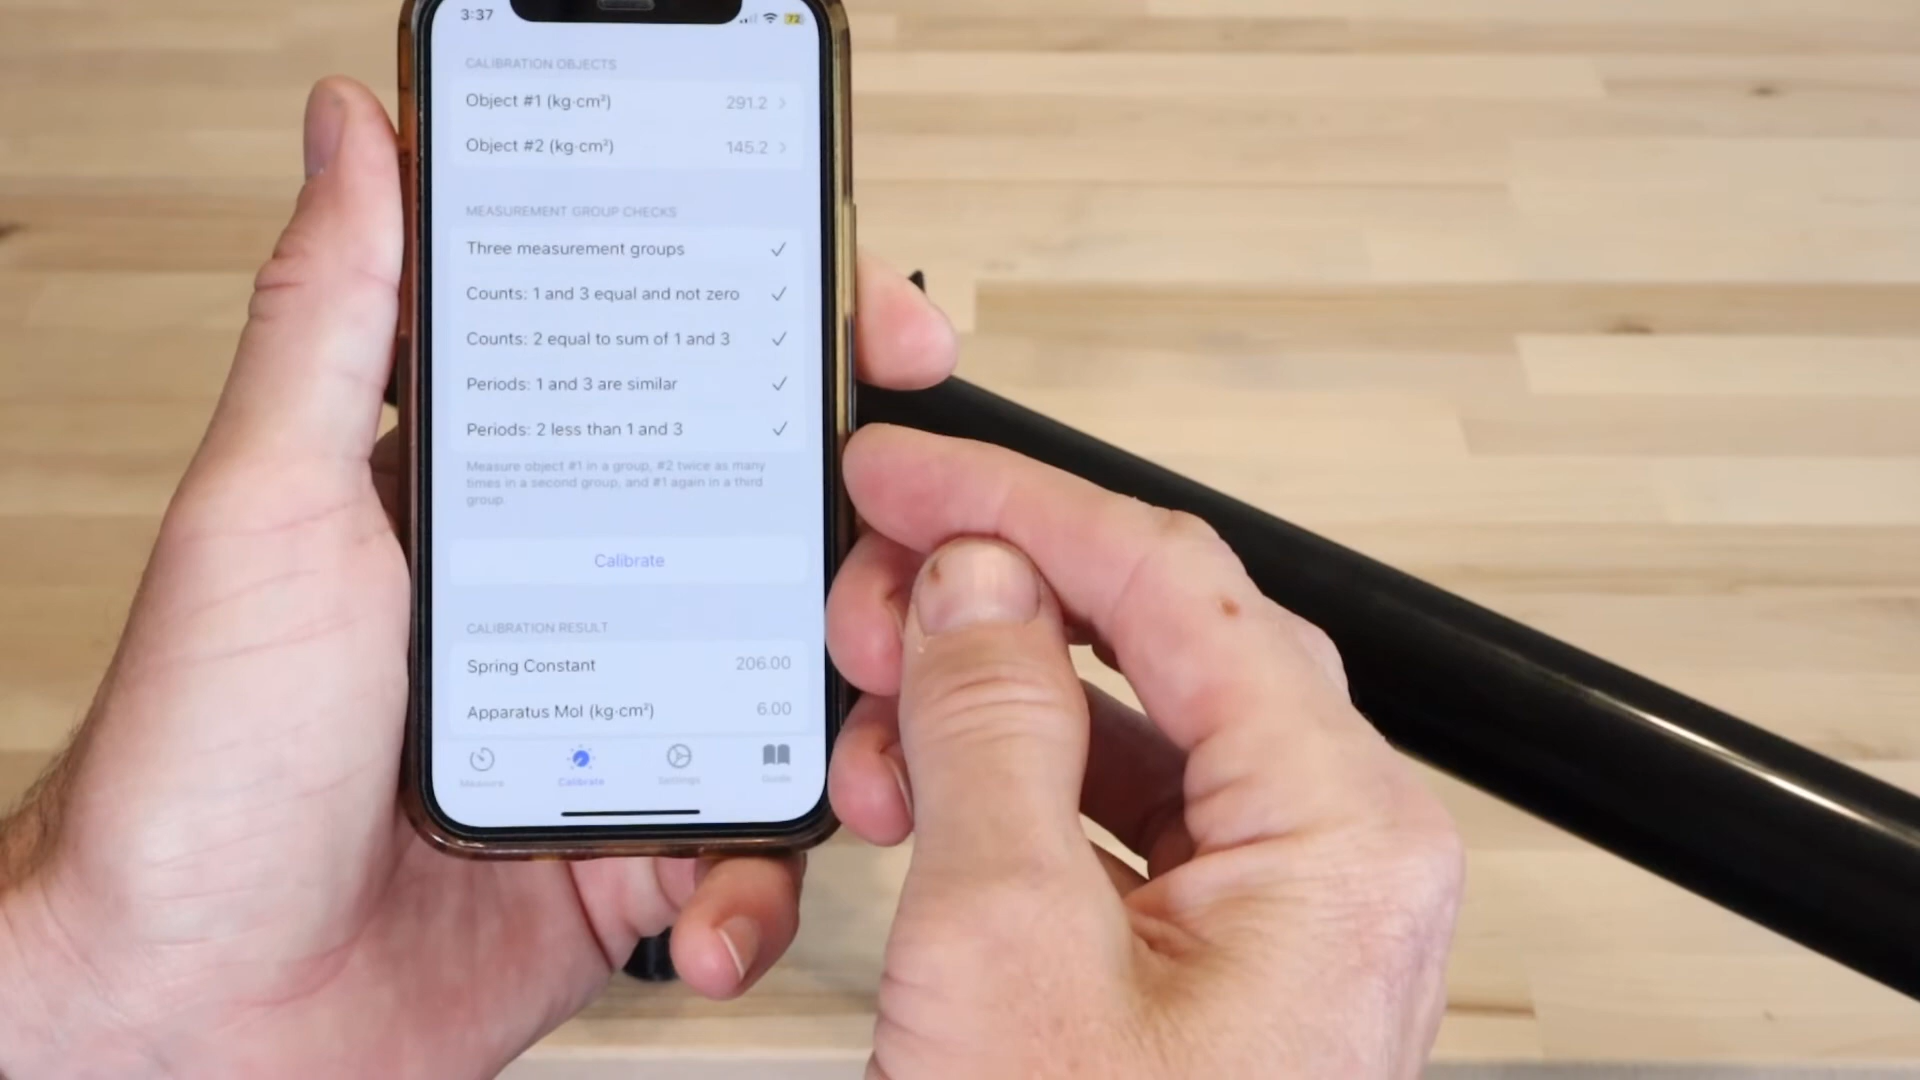 3:37
72
CALIBRATION OBJECTS
Object #1 (kg·cm²) 291.2
Object #2 (kg·cm²) 145.2
MEASUREMENT GROUP CHECKS
Three measurement groups
Counts: 1 and 3 equal and not zero
Counts: 2 equal to sum of 1 and 3
Periods: 1 and 3 are similar
Periods: 2 less than 1 and 3
Measure object #1 in a group, #2 twice as many
times in a second group, and #1 again in a third
group.
Calibrate
CALIBRATION RESULT
Spring Constant 206.00
Apparatus MoI (kg·cm²) 6.00
Measure Calibrate Settings Guide